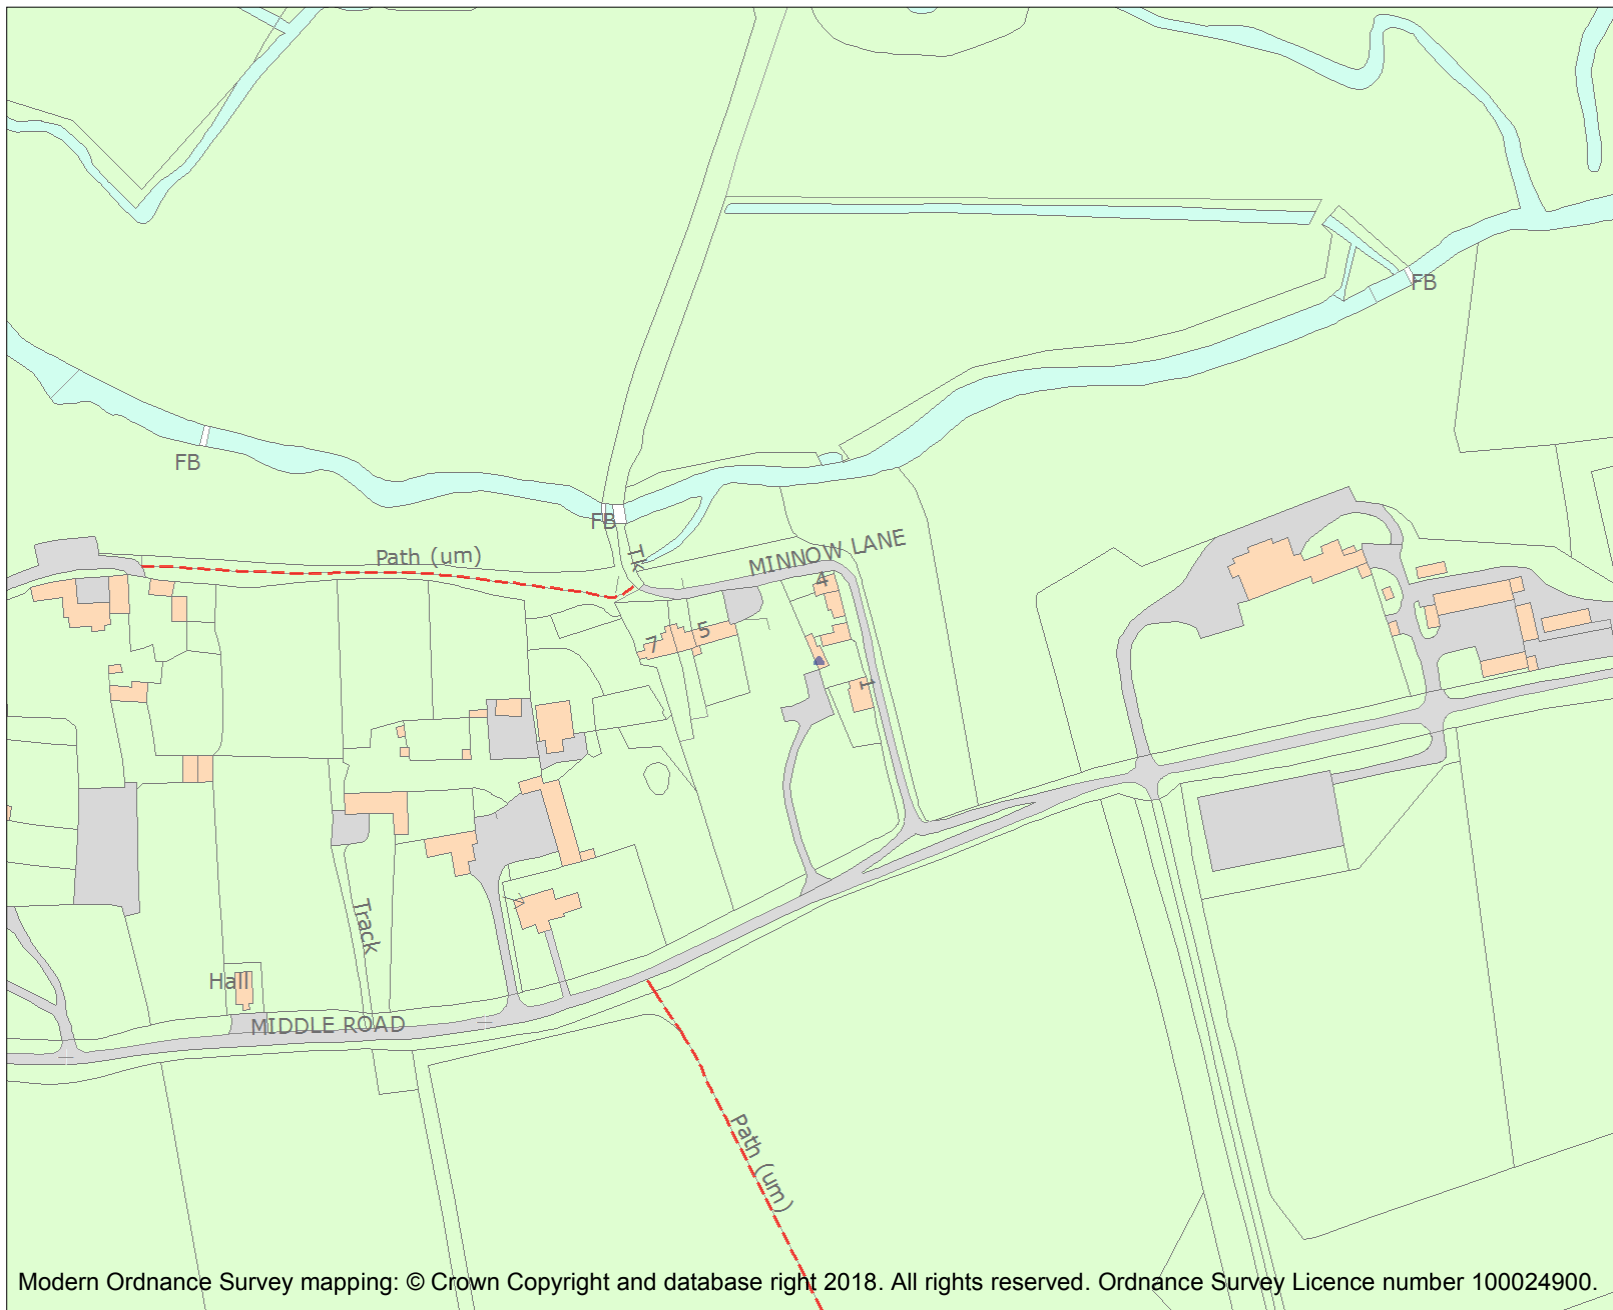 FB
FB
FB
Path (um)
Tk
MINNOW LANE
4
7
5
1
Track
Hall
MIDDLE ROAD
Path (um)
Modern Ordnance Survey mapping: © Crown Copyright and database right 2018. All rights reserved. Ordnance Survey Licence number 100024900.